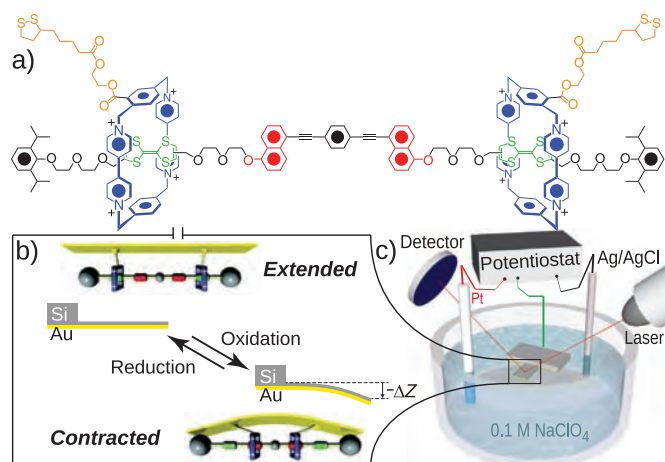 S S S S
a)
O O O O
O O O O
+ N N + + N N +
S S S S S S S S
O O O O O O O O O O O O
+ N N + + N N +
b) Extended
Si
Au
Oxidation
Reduction
Si
Au
-ΔZ
Contracted
c)
Detector
Potentiostat
Ag/AgCl
Pt
Laser
0.1 M NaClO₄